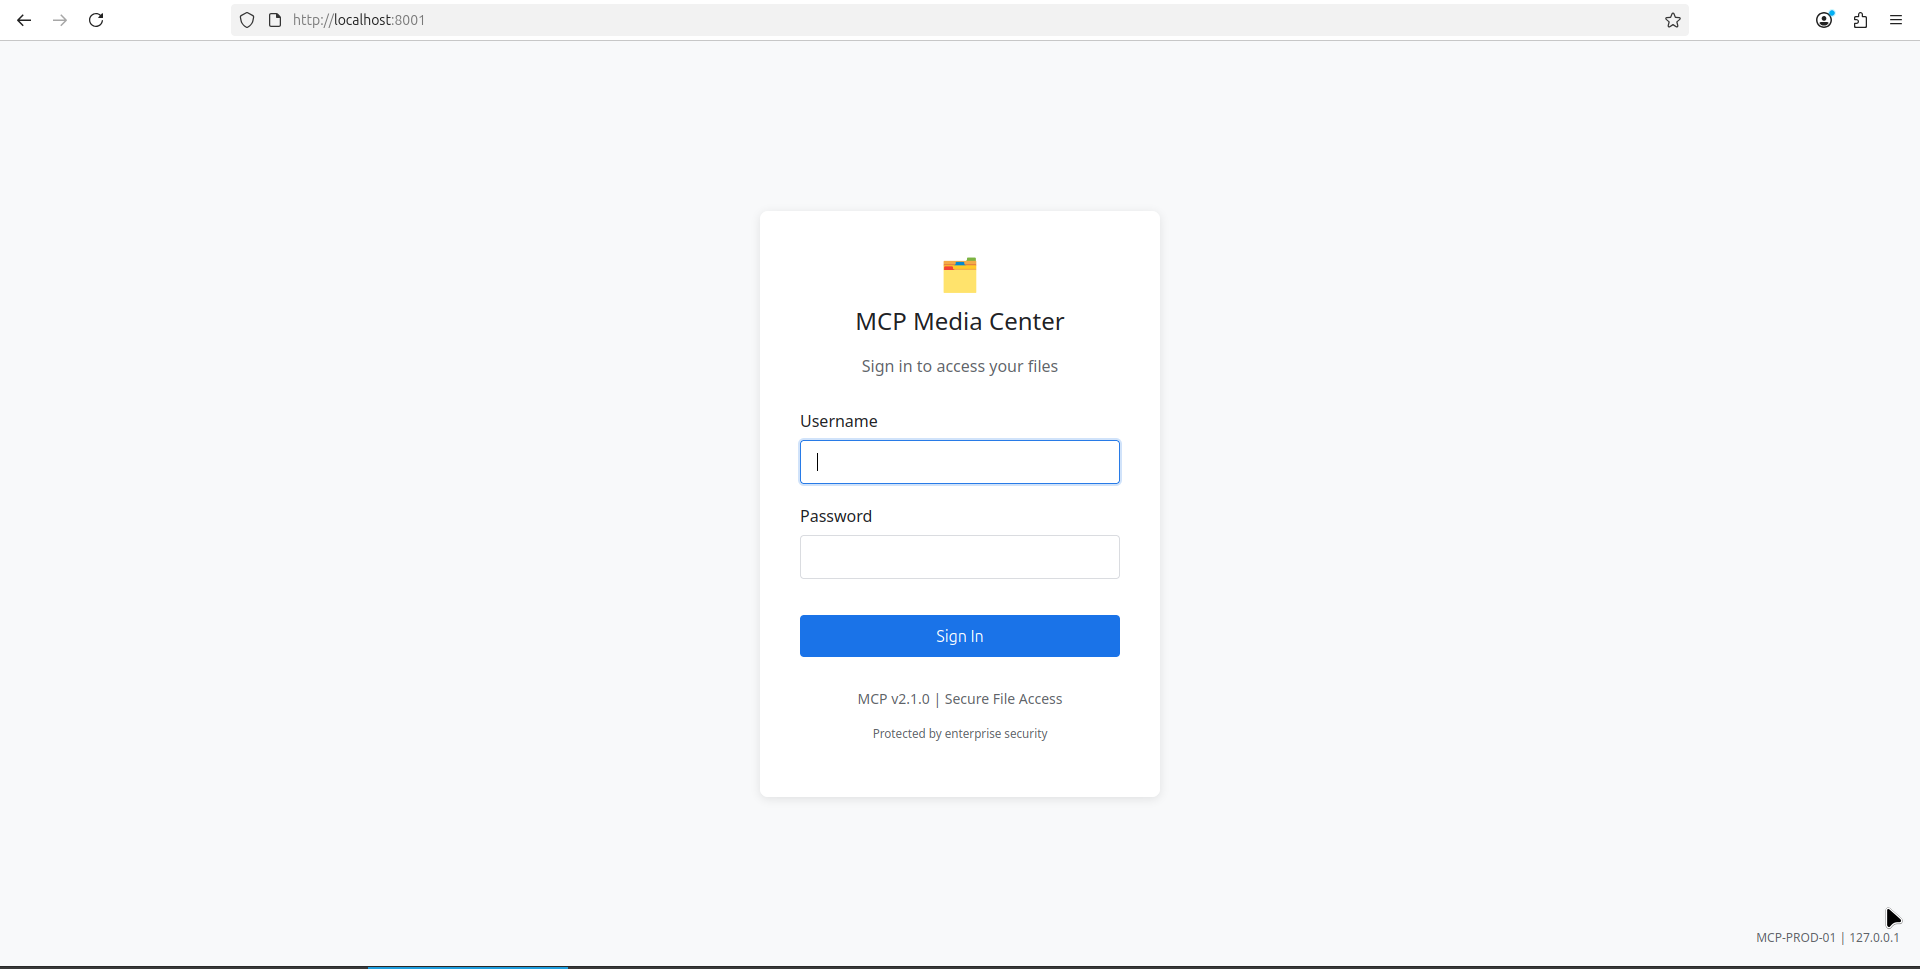 http://localhost:8001
MCP Media Center
Sign in to access your files
Username
Password
Sign In
MCP v2.1.0 | Secure File Access
Protected by enterprise security
MCP-PROD-01 | 127.0.0.1